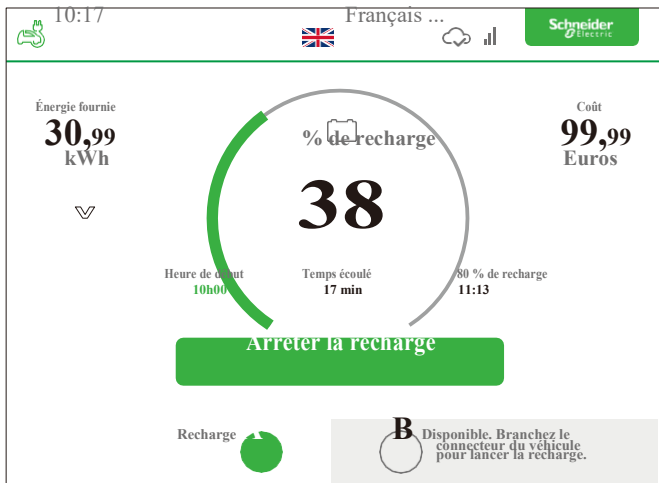 10:17
Français ...
Schneider
Electric
Énergie fournie
30,99
kWh
Coût
99,99
Euros
% de recharge
38
Heure de début
10h00
Temps écoulé
17 min
80 % de recharge
11:13
Arrêter la recharge
Recharge A
B Disponible. Branchez le
connecteur du véhicule
pour lancer la recharge.